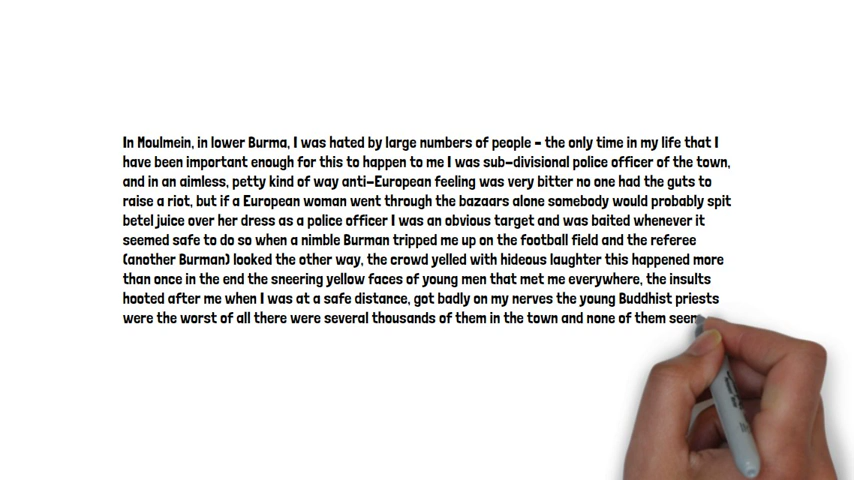 In Moulmein, in lower Burma, I was hated by large numbers of people – the only time in my life that I
have been important enough for this to happen to me I was sub-divisional police officer of the town,
and in an aimless, petty kind of way anti-European feeling was very bitter no one had the guts to
raise a riot, but if a European woman went through the bazaars alone somebody would probably spit
betel juice over her dress as a police officer I was an obvious target and was baited whenever it
seemed safe to do so when a nimble Burman tripped me up on the football field and the referee
(another Burman) looked the other way, the crowd yelled with hideous laughter this happened more
than once in the end the sneering yellow faces of young men that met me everywhere, the insults
hooted after me when I was at a safe distance, got badly on my nerves the young Buddhist priests
were the worst of all there were several thousands of them in the town and none of them seem